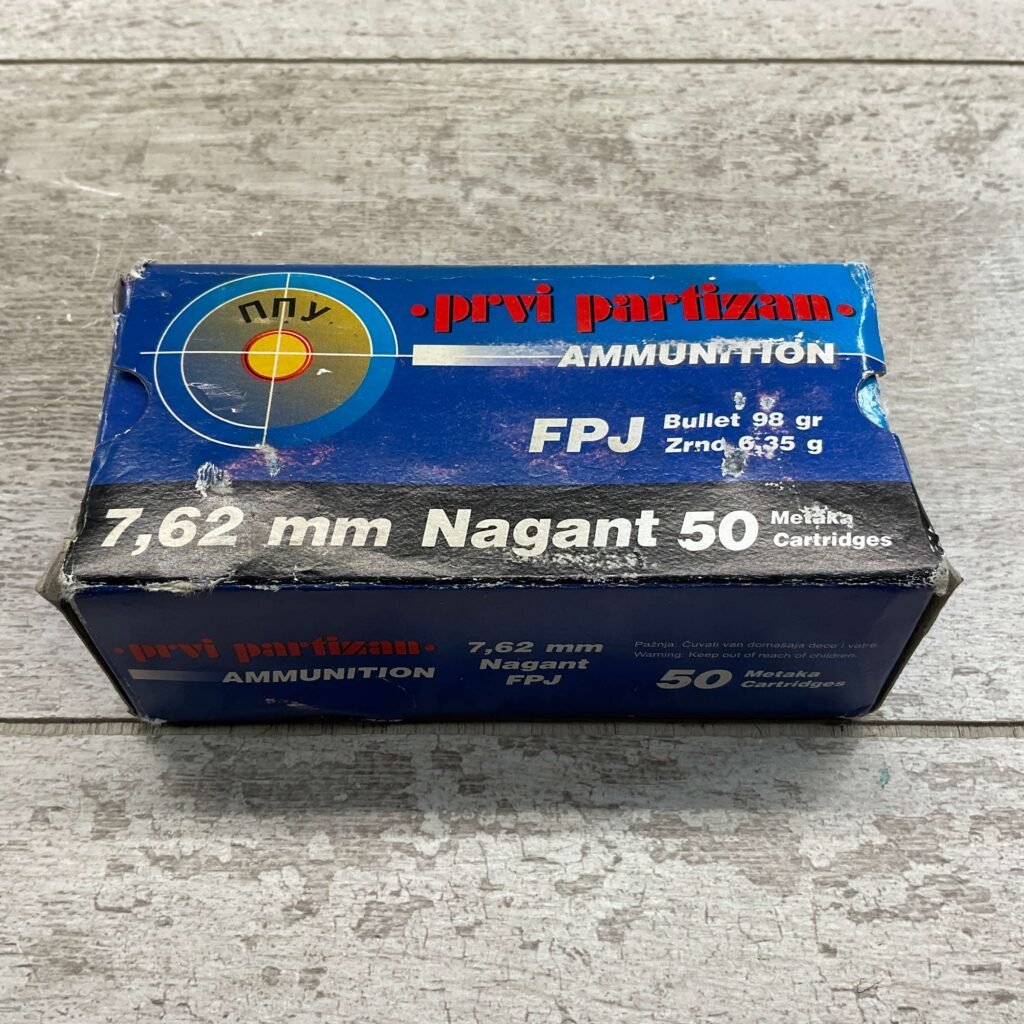 ППУ
·prvi partizan·
AMMUNITION
FPJ
Bullet 98 gr
Zrno 6,35 g
7,62 mm Nagant 50 Metaka
Cartridges
·prvi partizan·
AMMUNITION
7,62 mm
Nagant
FPJ
Pažnja: Čuvati van domašaja dece i vatre.
Warning: Keep out of reach of children.
50 Metaka
Cartridges